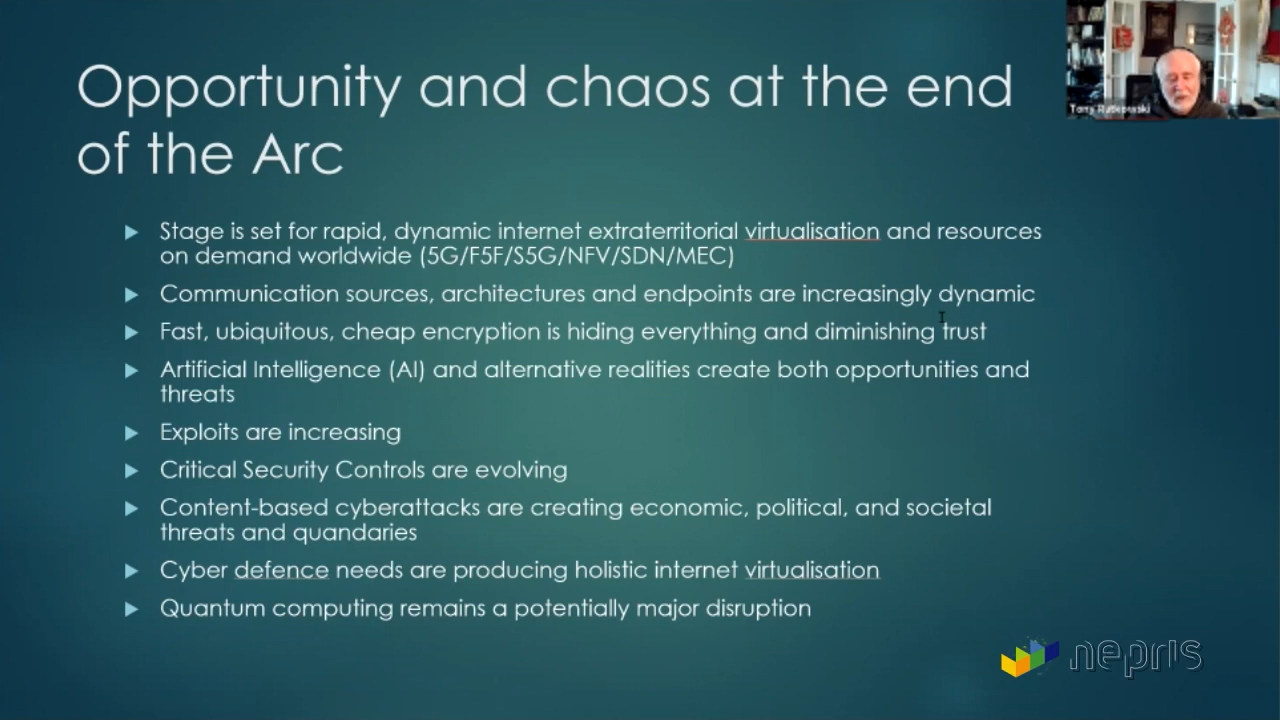 Opportunity and chaos at the end
of the Arc
Tony Rutkowski
Stage is set for rapid, dynamic internet extraterritorial virtualisation and resources
on demand worldwide (5G/F5F/S5G/NFV/SDN/MEC)
Communication sources, architectures and endpoints are increasingly dynamic
Fast, ubiquitous, cheap encryption is hiding everything and diminishing trust
Artificial Intelligence (AI) and alternative realities create both opportunities and
threats
Exploits are increasing
Critical Security Controls are evolving
Content-based cyberattacks are creating economic, political, and societal
threats and quandaries
Cyber defence needs are producing holistic internet virtualisation
Quantum computing remains a potentially major disruption
nepris